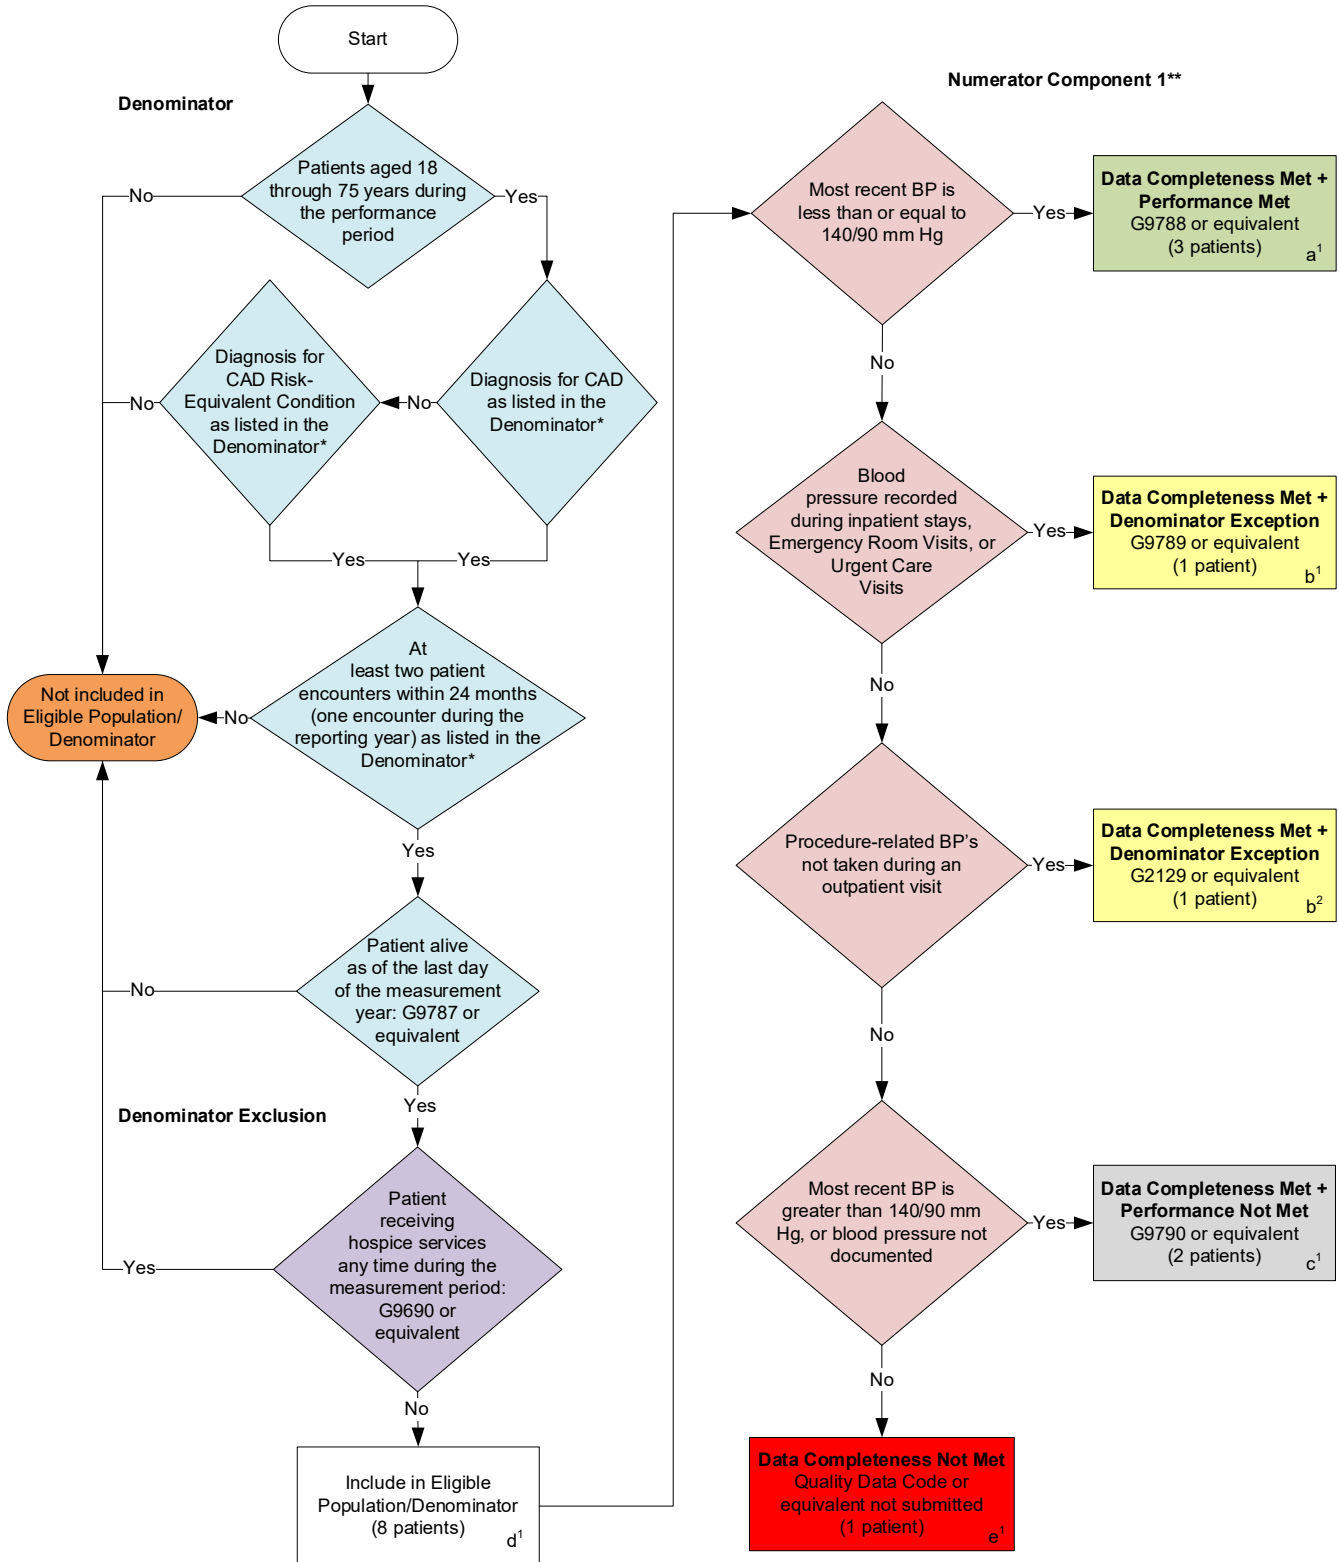 Start
Denominator
Patients aged 18
through 75 years during
the performance
period
No
Yes
Diagnosis for
CAD Risk-
Equivalent Condition
as listed in the
Denominator*
No
No
Diagnosis for CAD
as listed in the
Denominator*
Yes
Yes
At
least two patient
encounters within 24 months
(one encounter during the
reporting year) as listed in the
Denominator*
No
Not included in
Eligible Population/
Denominator
Yes
Patient alive
as of the last day
of the measurement
year: G9787 or
equivalent
No
Yes
Denominator Exclusion
Patient
receiving
hospice services
any time during the
measurement period:
G9690 or
equivalent
Yes
No
Include in Eligible
Population/Denominator
(8 patients)
d1
Numerator Component 1**
Most recent BP is
less than or equal to
140/90 mm Hg
Yes
Data Completeness Met +
Performance Met
G9788 or equivalent
(3 patients)
a1
No
Blood
pressure recorded
during inpatient stays,
Emergency Room Visits, or
Urgent Care
Visits
Yes
Data Completeness Met +
Denominator Exception
G9789 or equivalent
(1 patient)
b1
No
Procedure-related BP’s
not taken during an
outpatient visit
Yes
Data Completeness Met +
Denominator Exception
G2129 or equivalent
(1 patient)
b2
No
Most recent BP is
greater than 140/90 mm
Hg, or blood pressure not
documented
Yes
Data Completeness Met +
Performance Not Met
G9790 or equivalent
(2 patients)
c1
No
Data Completeness Not Met
Quality Data Code or
equivalent not submitted
(1 patient)
e1